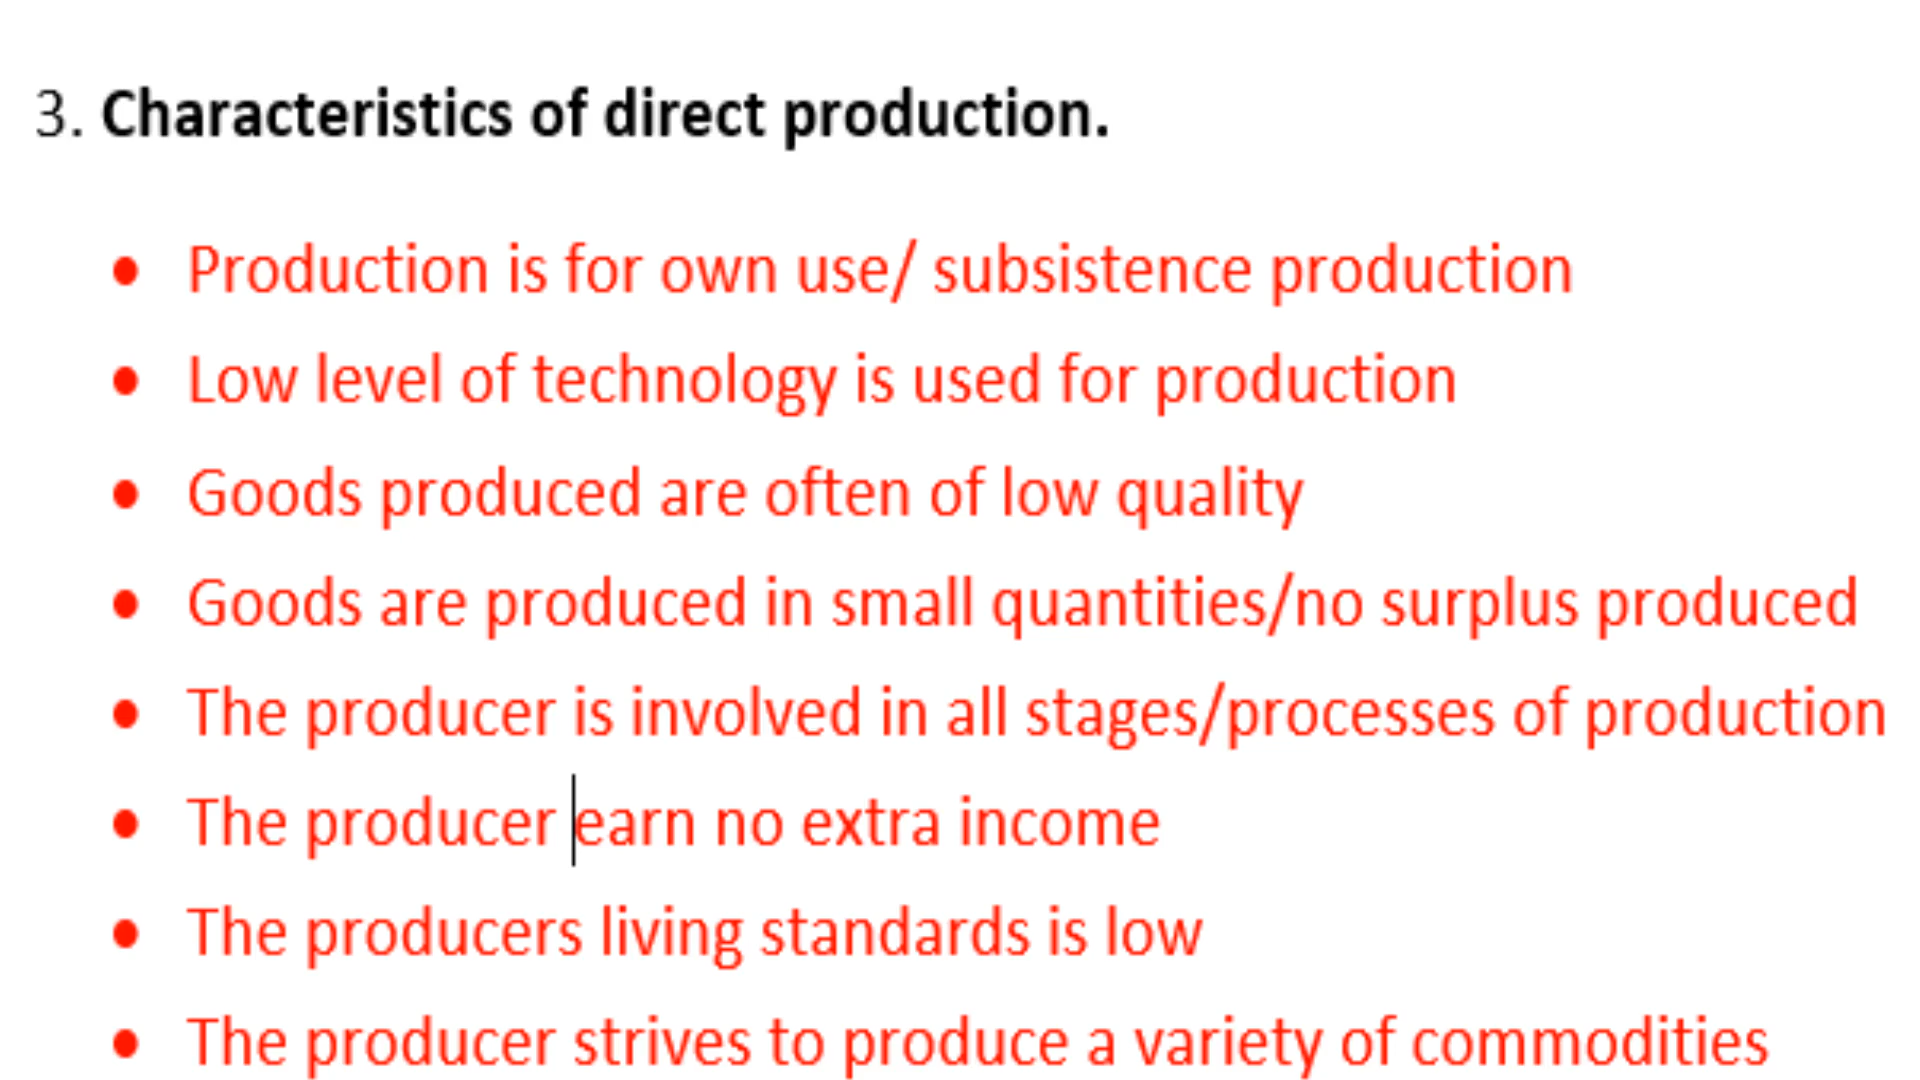 3. Characteristics of direct production.
• Production is for own use/ subsistence production
• Low level of technology is used for production
• Goods produced are often of low quality
• Goods are produced in small quantities/no surplus produced
• The producer is involved in all stages/processes of production
• The producer earn no extra income
• The producers living standards is low
• The producer strives to produce a variety of commodities